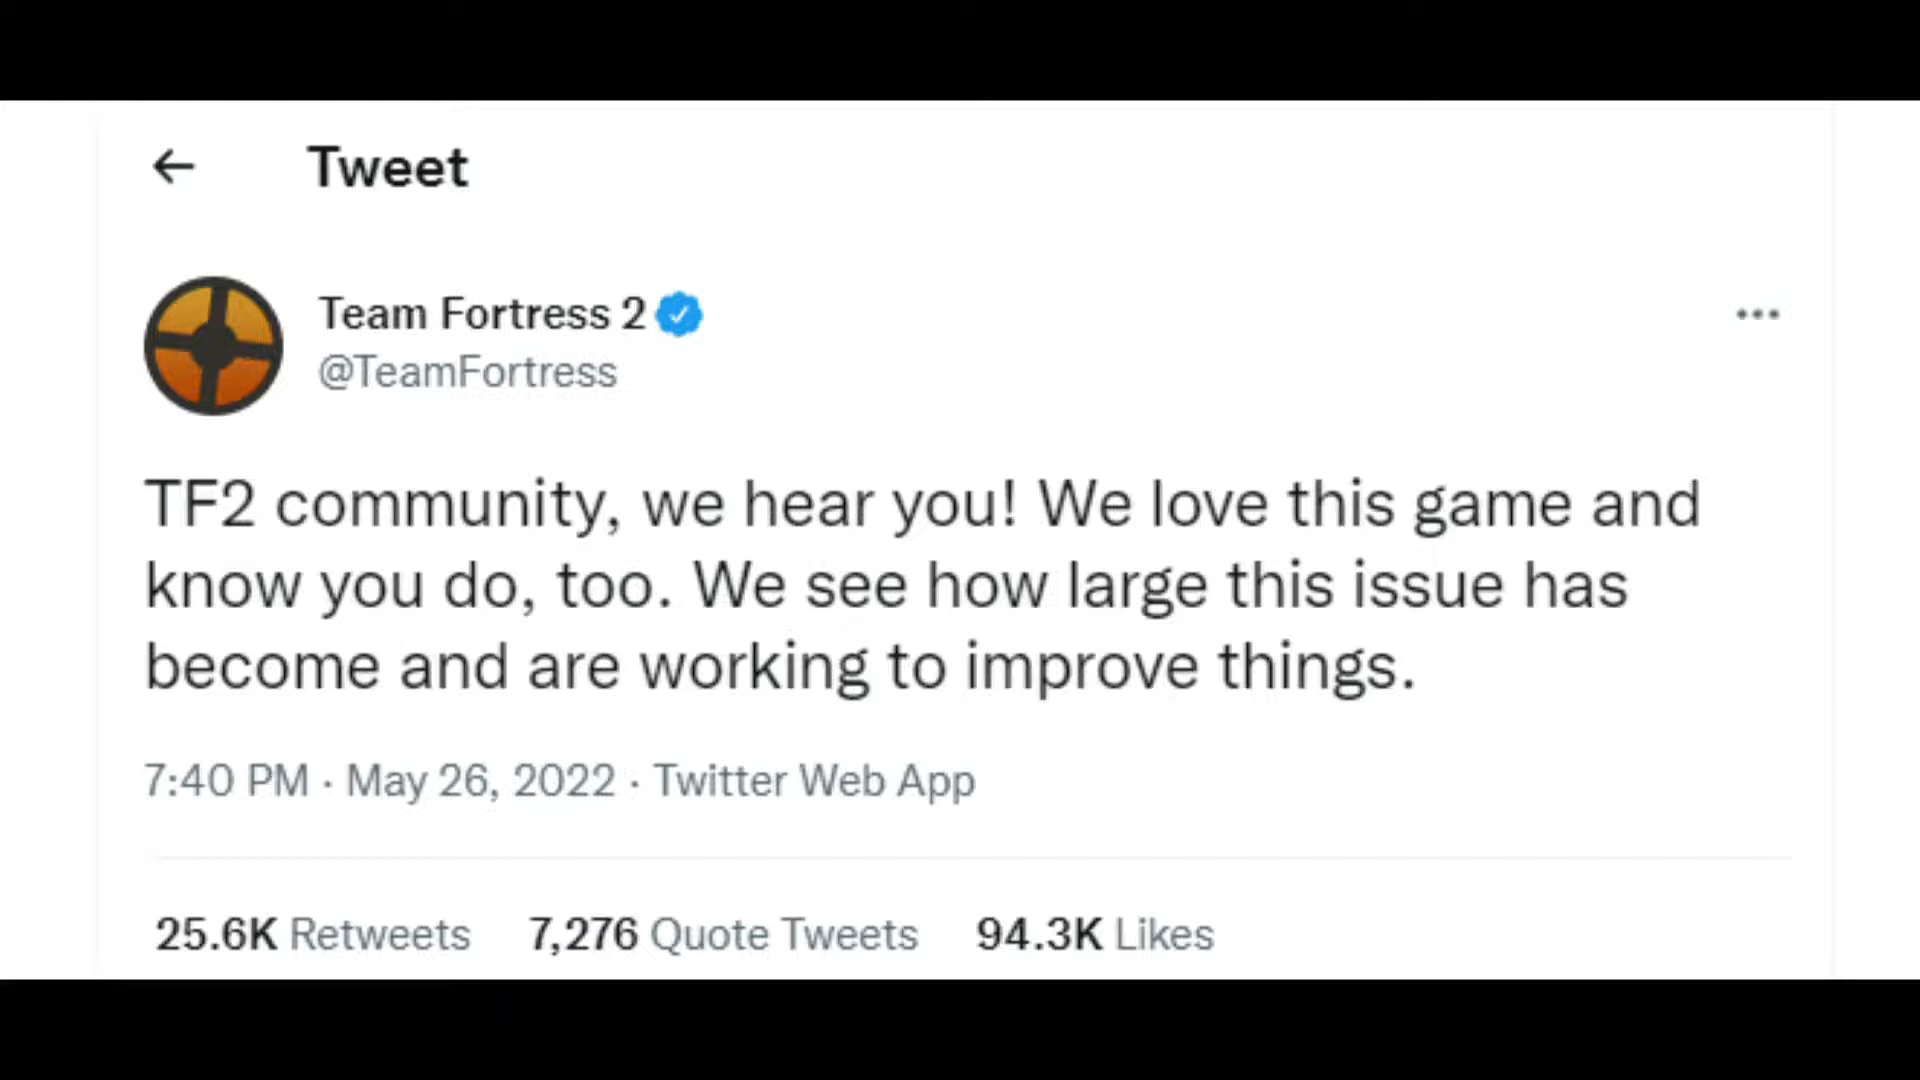 Tweet
Team Fortress 2
@TeamFortress
TF2 community, we hear you! We love this game and
know you do, too. We see how large this issue has
become and are working to improve things.
7:40 PM · May 26, 2022 · Twitter Web App
25.6K Retweets 7,276 Quote Tweets 94.3K Likes